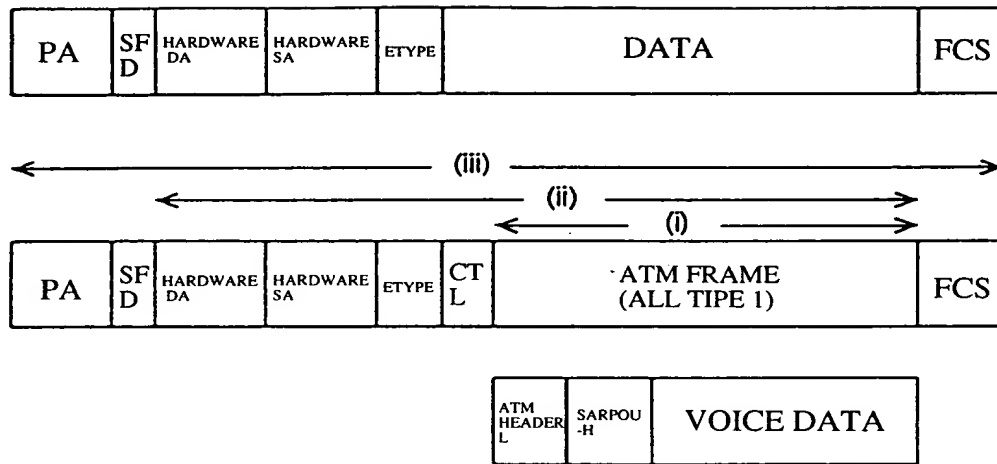 PA
SF
D
HARDWARE
DA
HARDWARE
SA
ETYPE
DATA
FCS
(iii)
(ii)
(i)
PA
SF
D
HARDWARE
DA
HARDWARE
SA
ETYPE
CT
L
ATM FRAME
(ALL TIPE 1)
FCS
ATM
HEADER
L
SARPOU
-H
VOICE DATA